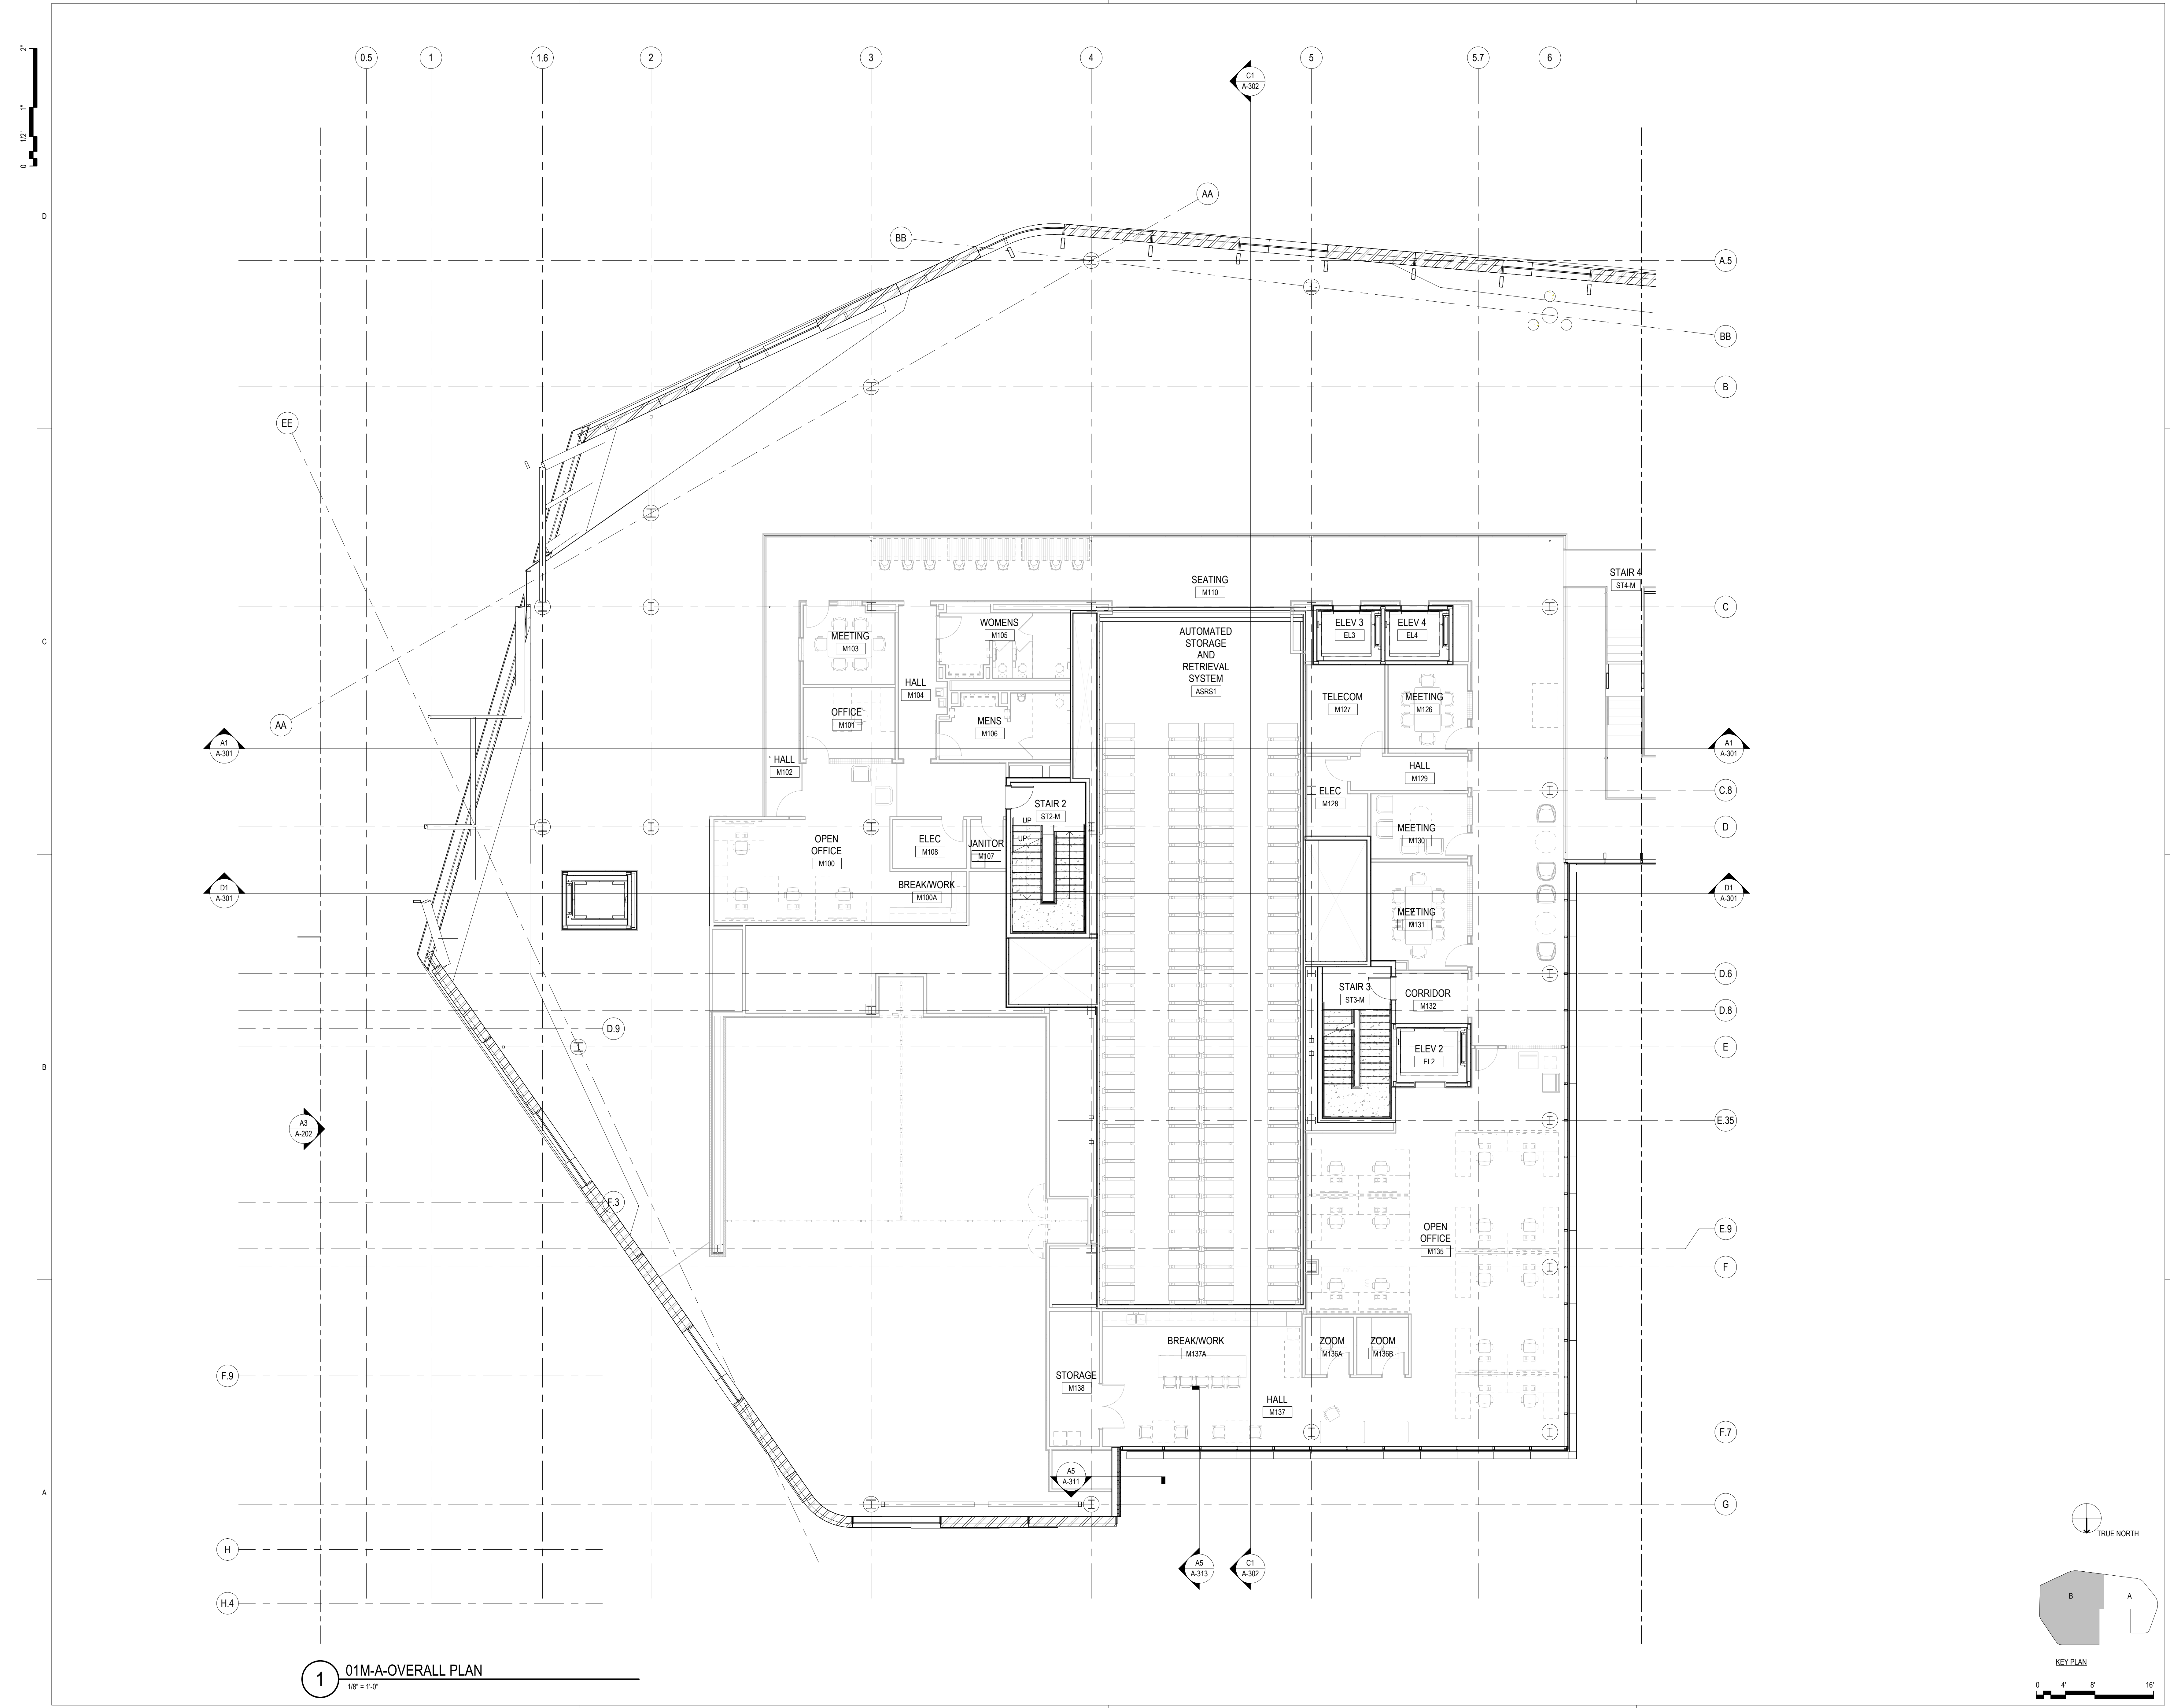 2"
1"
1/2"
0
0.5
1
1.6
2
3
4
5
5.7
6
C1
A-302
D
AA
BB
A.5
BB
B
EE
C
STAIR 4
ST4-M
SEATING
M110
C
MEETING
M103
WOMENS
M105
AUTOMATED
STORAGE
AND
RETRIEVAL
SYSTEM
ASRS1
ELEV 3
EL3
ELEV 4
EL4
HALL
M104
OFFICE
M101
MENS
M106
TELECOM
M127
MEETING
M126
AA
A1
A-301
A1
A-301
HALL
M102
HALL
M129
ELEC
M128
C.8
STAIR 2
ST2-M
UP
UP
D
OPEN
OFFICE
M100
ELEC
M108
JANITOR
M107
MEETING
M130
BREAK/WORK
M100A
D1
A-301
D1
A-301
MEETING
M131
D.6
STAIR 3
ST3-M
CORRIDOR
M132
D.8
D.9
E
ELEV 2
EL2
B
A3
A-202
E.35
F.3
OPEN
OFFICE
M135
E.9
F
BREAK/WORK
M137A
ZOOM
M136A
ZOOM
M136B
F.9
STORAGE
M138
HALL
M137
F.7
A5
A-311
A
G
H
A5
A-313
C1
A-302
H.4
TRUE NORTH
B
A
KEY PLAN
1
01M-A-OVERALL PLAN
1/8" = 1'-0"
0
4'
8'
16'